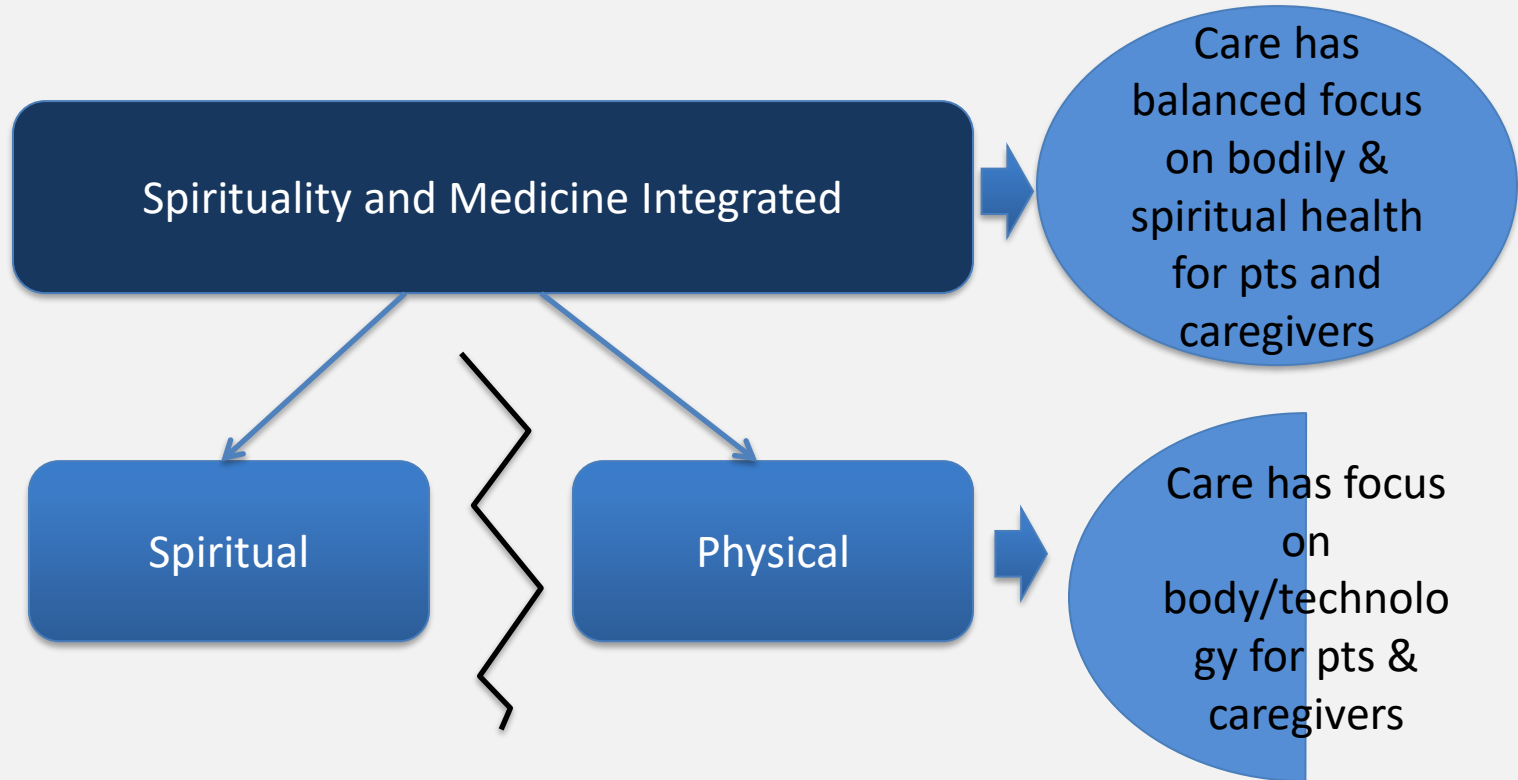 Spirituality and Medicine Integrated
Care has
balanced focus
on bodily &
spiritual health
for pts and
caregivers
Spiritual
Physical
Care has focus
on
body/technolo
gy for pts &
caregivers